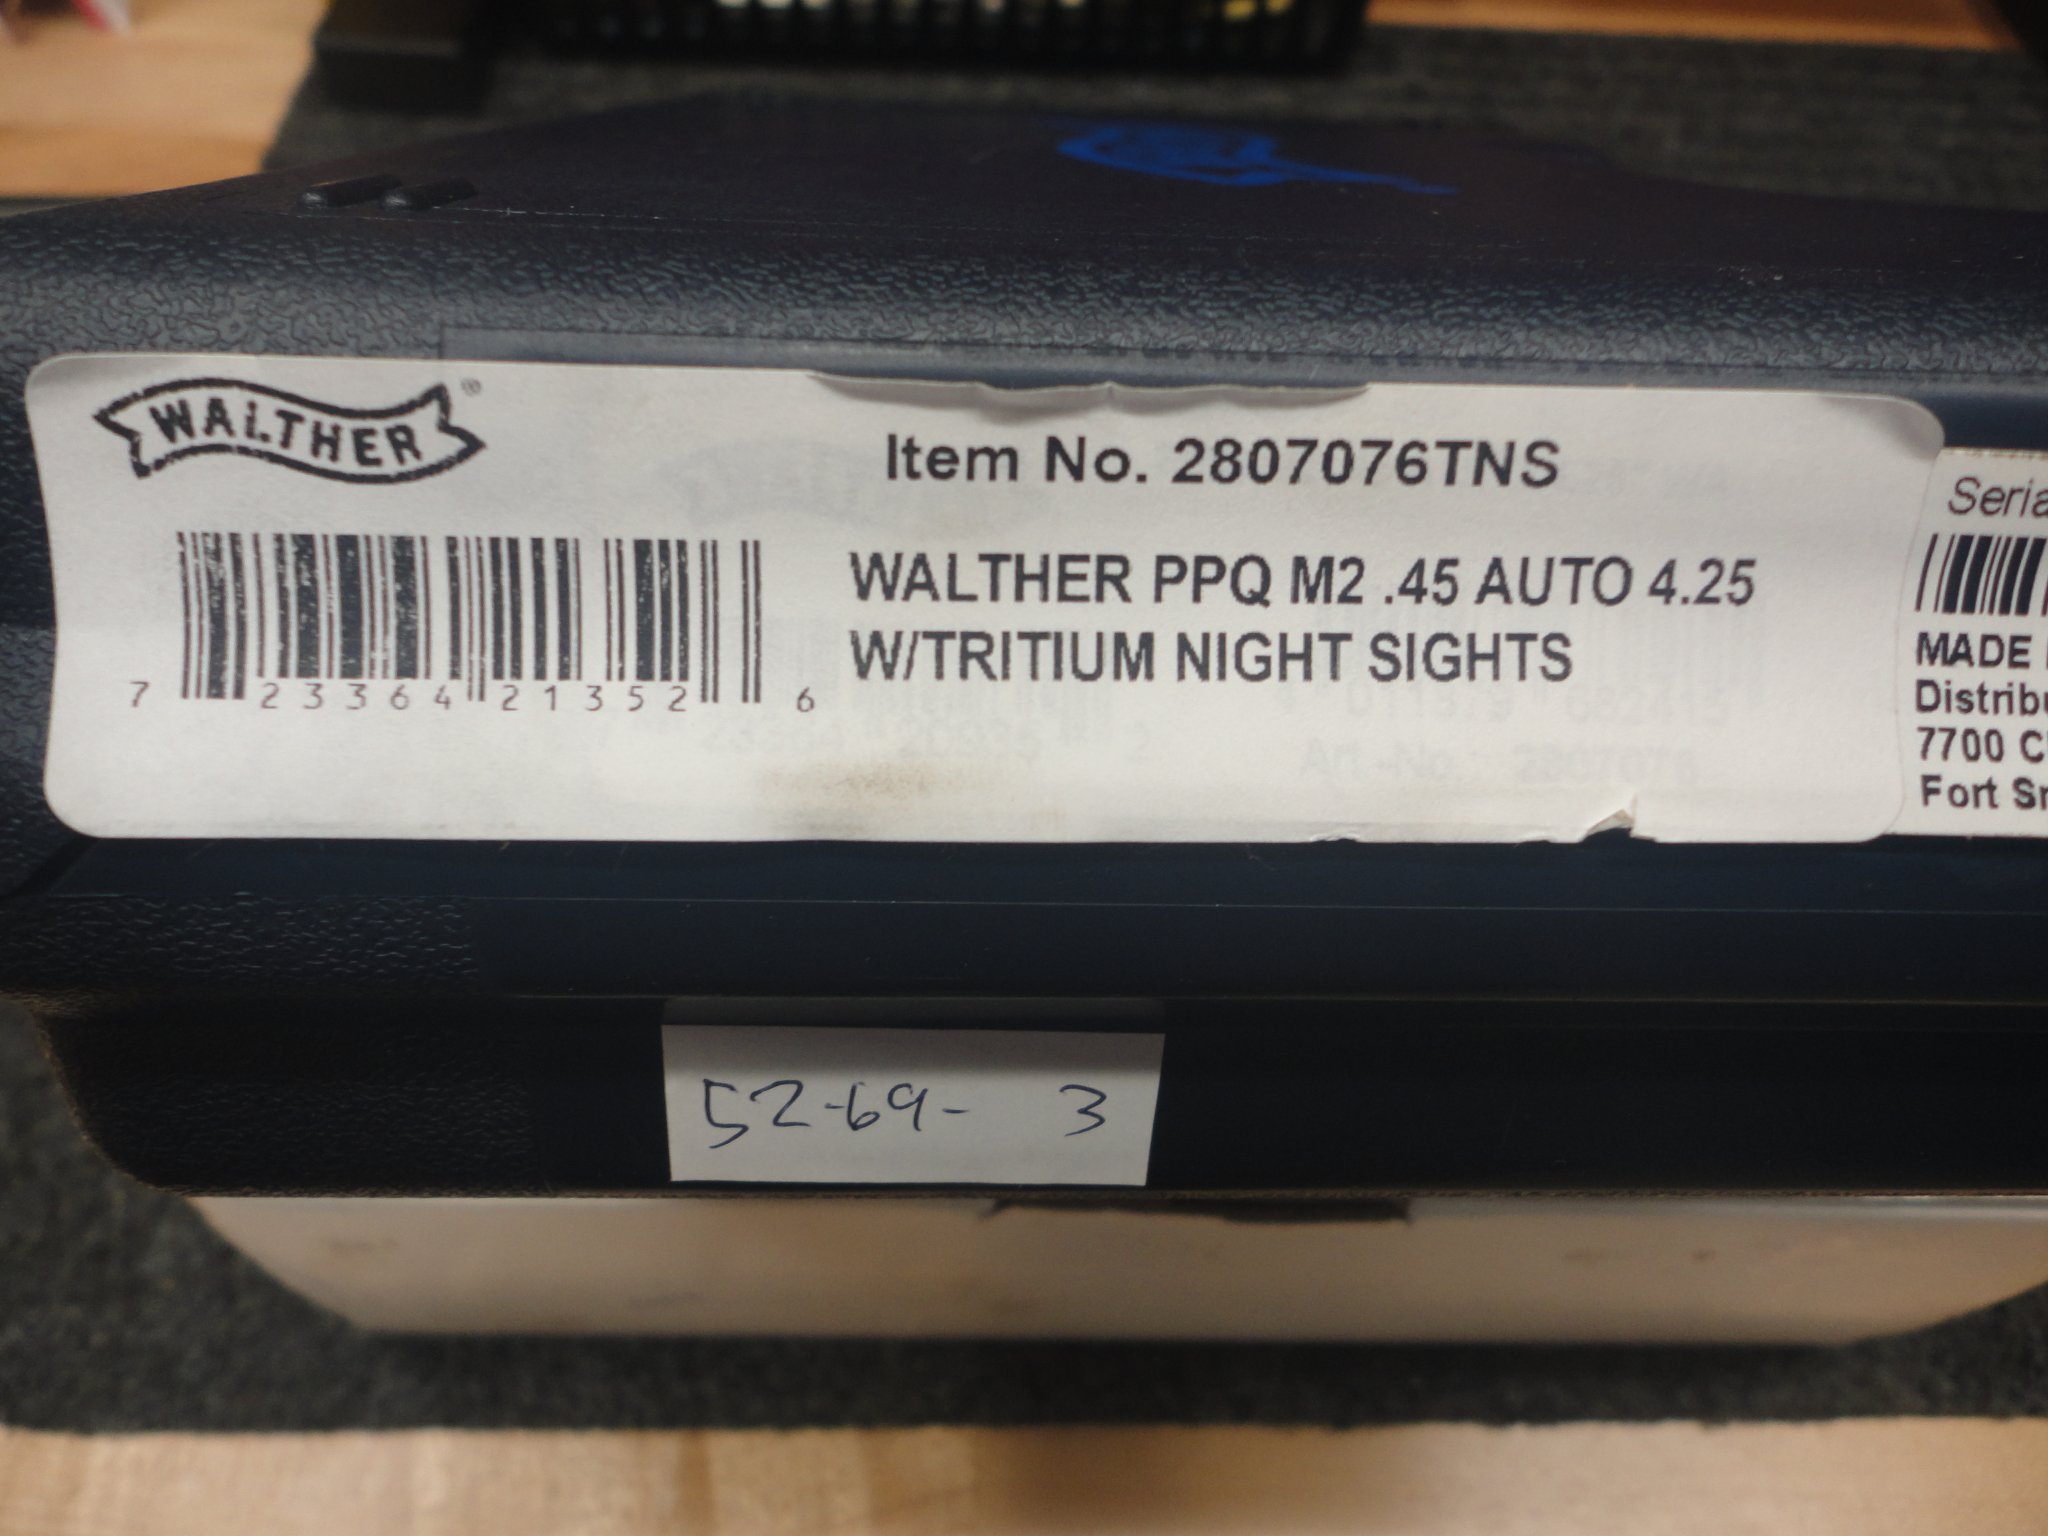 WALTHER ®
Item No. 2807076TNS
WALTHER PPQ M2 .45 AUTO 4.25
W/TRITIUM NIGHT SIGHTS
7 23364 21352 6
Seria
MADE
Distribu
7700 C
Fort Sm
52-69- 3